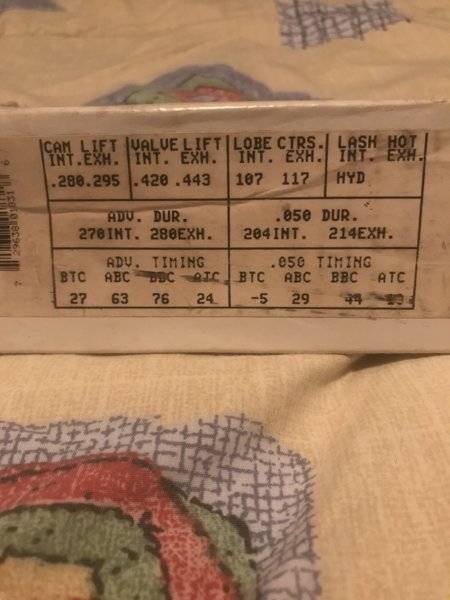 CAM LIFT VALVE LIFT LOBE CTRS. LASH HOT
INT. EXH. INT. EXH. INT. EXH. INT. EXH.
.280 .295 .420 .443 107 117 HYD
ADV. DUR. .050 DUR.
270INT. 280EXH. 204INT. 214EXH.
ADV. TIMING .050 TIMING
BTC ABC BBC ATC BTC ABC BBC ATC
27 63 76 24 -5 29 44